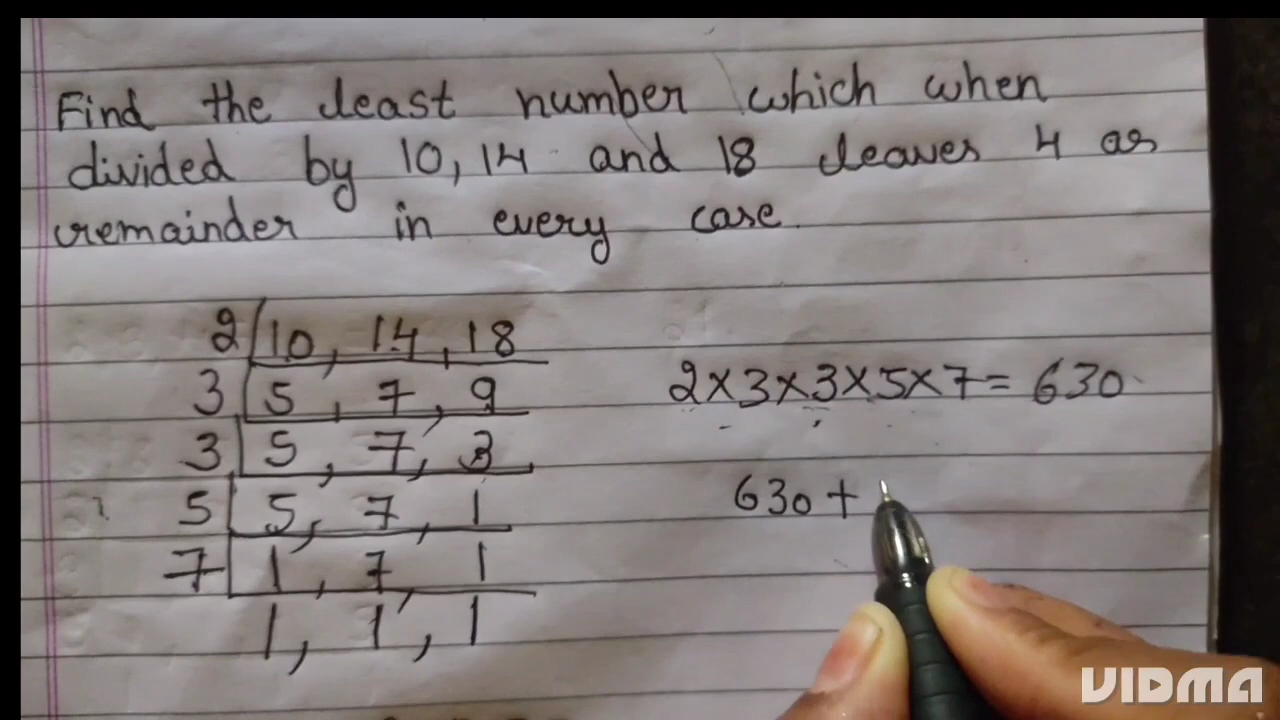 Find the least number which when
divided by 10, 14 and 18 leaves 4 as
remainder in every case.
2 10, 14, 18
3 5, 7, 9
3 5, 7, 3
5 5, 7, 1
7 1, 7, 1
1, 1, 1
2×3×3×5×7=630
630+
VIDMA